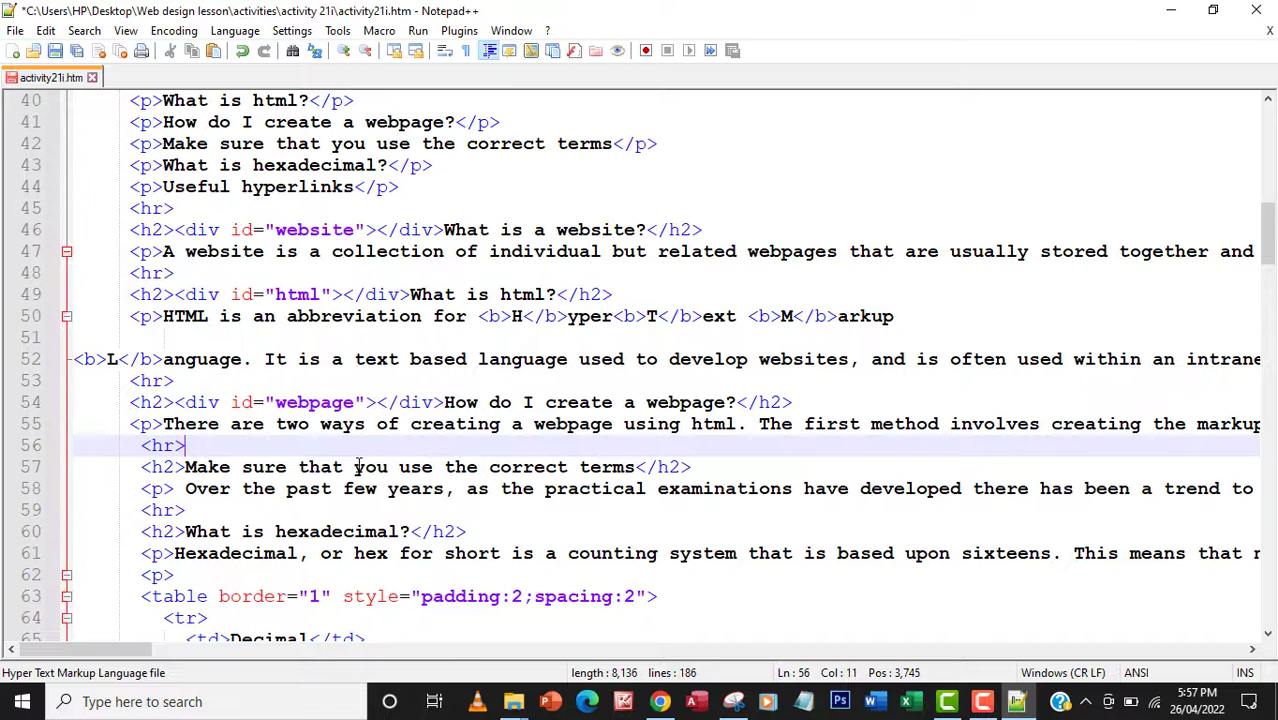 *C:\Users\HP\Desktop\Web design lesson\activities\activity 21i\activity21i.htm - Notepad++
File Edit Search View Encoding Language Settings Tools Macro Run Plugins Window ? X
activity21i.htm
40 <p>What is html?</p>
41 <p>How do I create a webpage?</p>
42 <p>Make sure that you use the correct terms</p>
43 <p>What is hexadecimal?</p>
44 <p>Useful hyperlinks</p>
45 <hr>
46 <h2><div id="website"></div>What is a website?</h2>
47 <p>A website is a collection of individual but related webpages that are usually stored together and
48 <hr>
49 <h2><div id="html"></div>What is html?</h2>
50 <p>HTML is an abbreviation for <b>H</b>yper<b>T</b>ext <b>M</b>arkup
51
52 <b>L</b>anguage. It is a text based language used to develop websites, and is often used within an intrane
53 <hr>
54 <h2><div id="webpage"></div>How do I create a webpage?</h2>
55 <p>There are two ways of creating a webpage using html. The first method involves creating the markup
56 <hr>
57 <h2>Make sure that you use the correct terms</h2>
58 <p> Over the past few years, as the practical examinations have developed there has been a trend to
59 <hr>
60 <h2>What is hexadecimal?</h2>
61 <p>Hexadecimal, or hex for short is a counting system that is based upon sixteens. This means that
62 <p>
63 <table border="1" style="padding:2;spacing:2">
64 <tr>
65 <td>Decimal</td>
Hyper Text Markup Language file length : 8,136 lines : 186 Ln : 56 Col : 11 Pos : 3,745 Windows (CR LF) ANSI INS
Type here to search
5:57 PM
26/04/2022